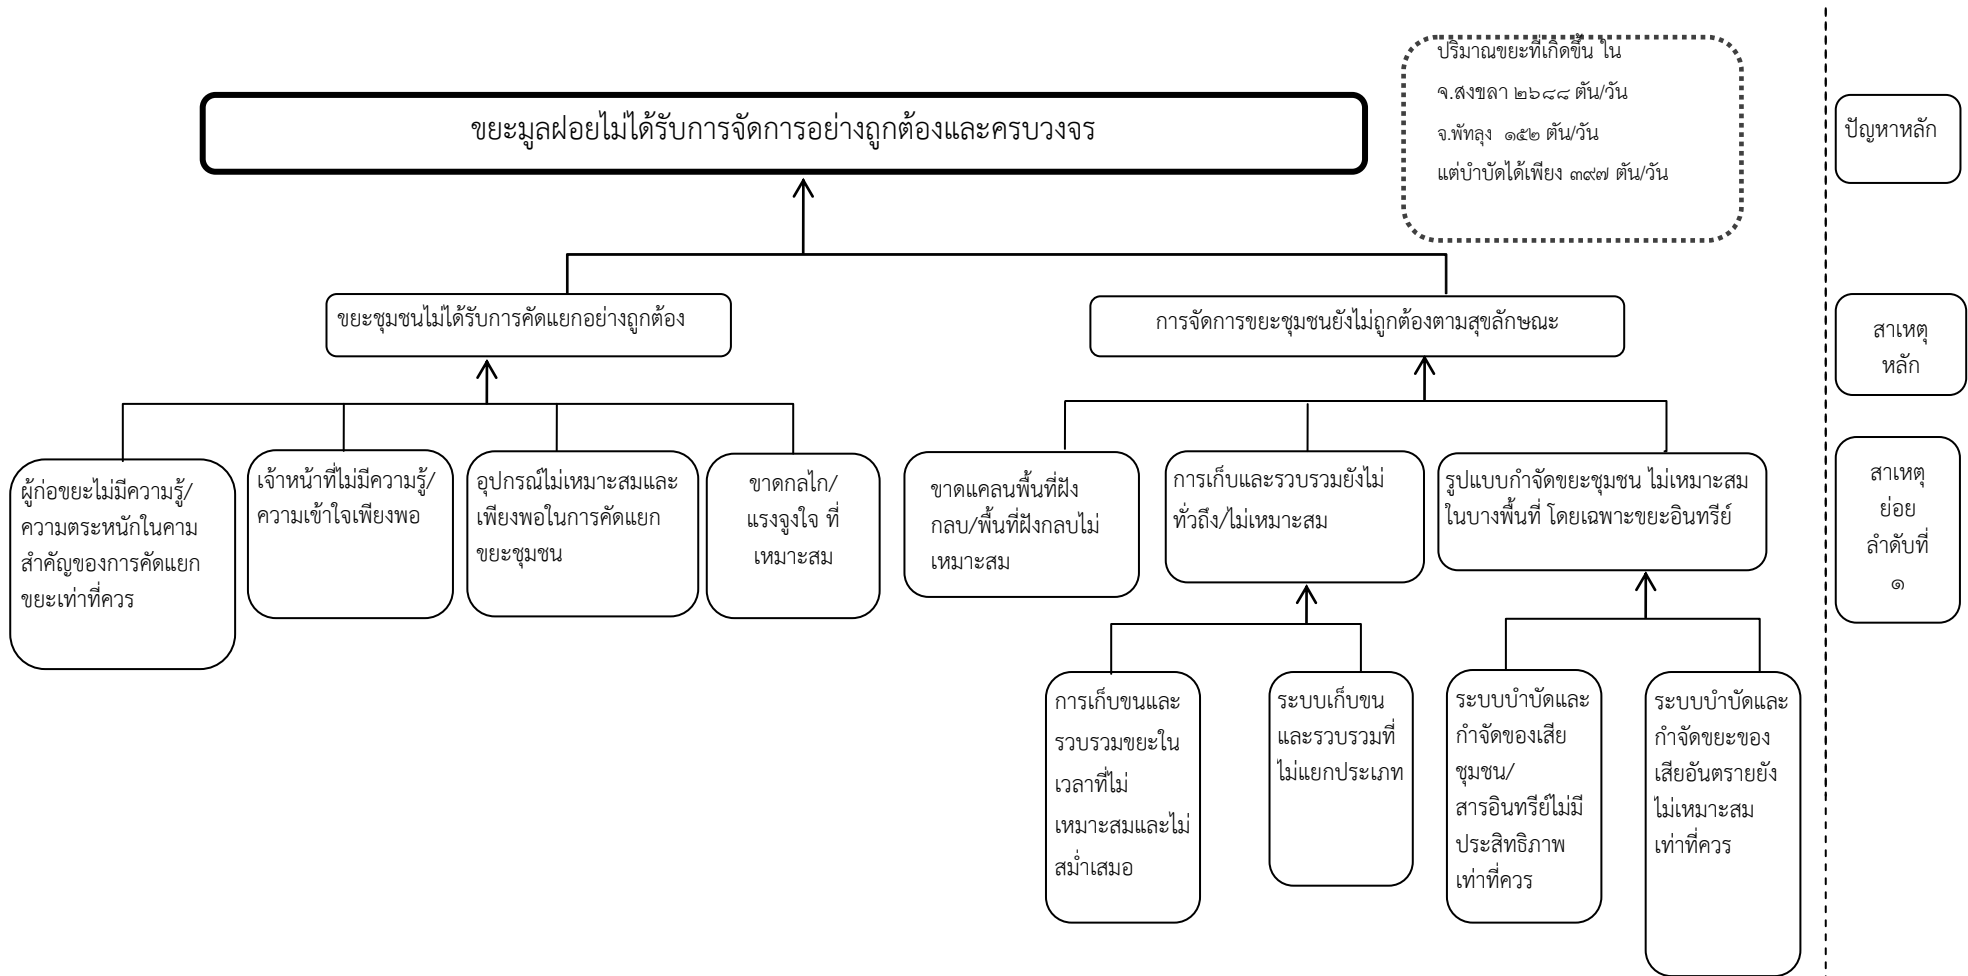 ปริมาณขยะที่เกิดขึ้น ใน
จ.สงขลา ๒๖๘๘ ตัน/วัน
จ.พัทลุง ๑๕๒ ตัน/วัน
แต่บำบัดได้เพียง ๓๙๗ ตัน/วัน
ขยะมูลฝอยไม่ได้รับการจัดการอย่างถูกต้องและครบวงจร
ปัญหาหลัก
ขยะชุมชนไม่ได้รับการคัดแยกอย่างถูกต้อง
การจัดการขยะชุมชนยังไม่ถูกต้องตามสุขลักษณะ
สาเหตุ
หลัก
ผู้ก่อขยะไม่มีความรู้/
ความตระหนักในคาม
สำคัญของการคัดแยก
ขยะเท่าที่ควร
เจ้าหน้าที่ไม่มีความรู้/
ความเข้าใจเพียงพอ
อุปกรณ์ไม่เหมาะสมและ
เพียงพอในการคัดแยก
ขยะชุมชน
ขาดกลไก/
แรงจูงใจ ที่
เหมาะสม
ขาดแคลนพื้นที่ฝัง
กลบ/พื้นที่ฝังกลบไม่
เหมาะสม
การเก็บและรวบรวมยังไม่
ทั่วถึง/ไม่เหมาะสม
รูปแบบกำจัดขยะชุมชน ไม่เหมาะสม
ในบางพื้นที่ โดยเฉพาะขยะอินทรีย์
สาเหตุ
ย่อย
ลำดับที่
๑
การเก็บขนและ
รวบรวมขยะใน
เวลาที่ไม่
เหมาะสมและไม่
สม่ำเสมอ
ระบบเก็บขน
และรวบรวมที่
ไม่แยกประเภท
ระบบบำบัดและ
กำจัดของเสีย
ชุมชน/
สารอินทรีย์ไม่มี
ประสิทธิภาพ
เท่าที่ควร
ระบบบำบัดและ
กำจัดขยะของ
เสียอันตรายยัง
ไม่เหมาะสม
เท่าที่ควร